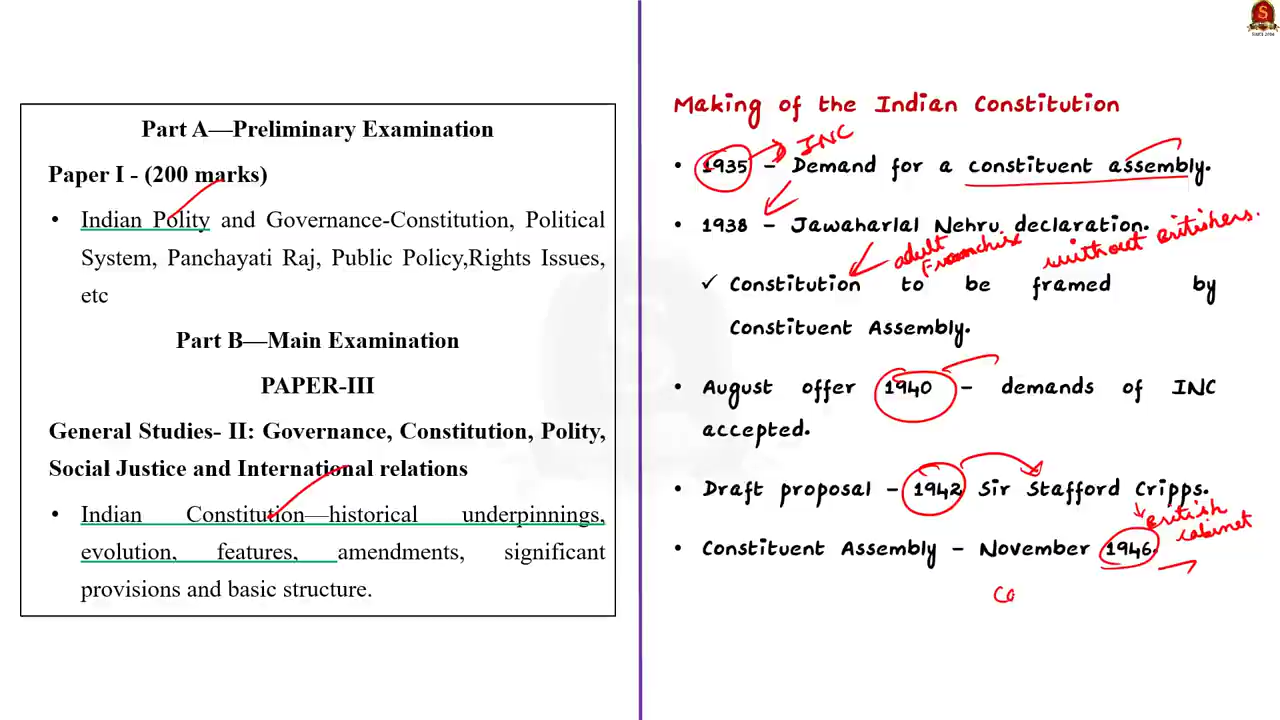 Part A—Preliminary Examination
Paper I - (200 marks)
• Indian Polity and Governance-Constitution, Political
System, Panchayati Raj, Public Policy,Rights Issues,
etc
Part B—Main Examination
PAPER-III
General Studies- II: Governance, Constitution, Polity,
Social Justice and International relations
• Indian Constitution—historical underpinnings,
evolution, features, amendments, significant
provisions and basic structure.
Making of the Indian Constitution
INC
• 1935 – Demand for a constituent assembly.
• 1938 – Jawaharlal Nehru declaration.
adult
Franchise
without Britishers.
✓ Constitution to be framed by
Constituent Assembly.
• August offer 1940 – demands of INC
accepted.
• Draft proposal – 1942 Sir Stafford Cripps.
British
cabinet
• Constituent Assembly – November 1946.